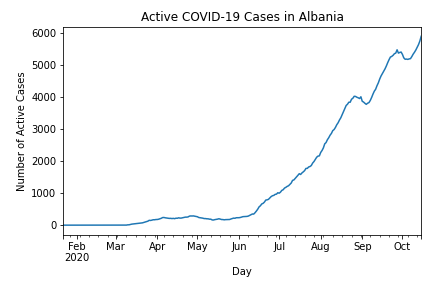 Active COVID-19 Cases in Albania
Number of Active Cases
6000
5000
4000
3000
2000
1000
0
Feb Mar Apr May Jun Jul Aug Sep Oct
2020
Day